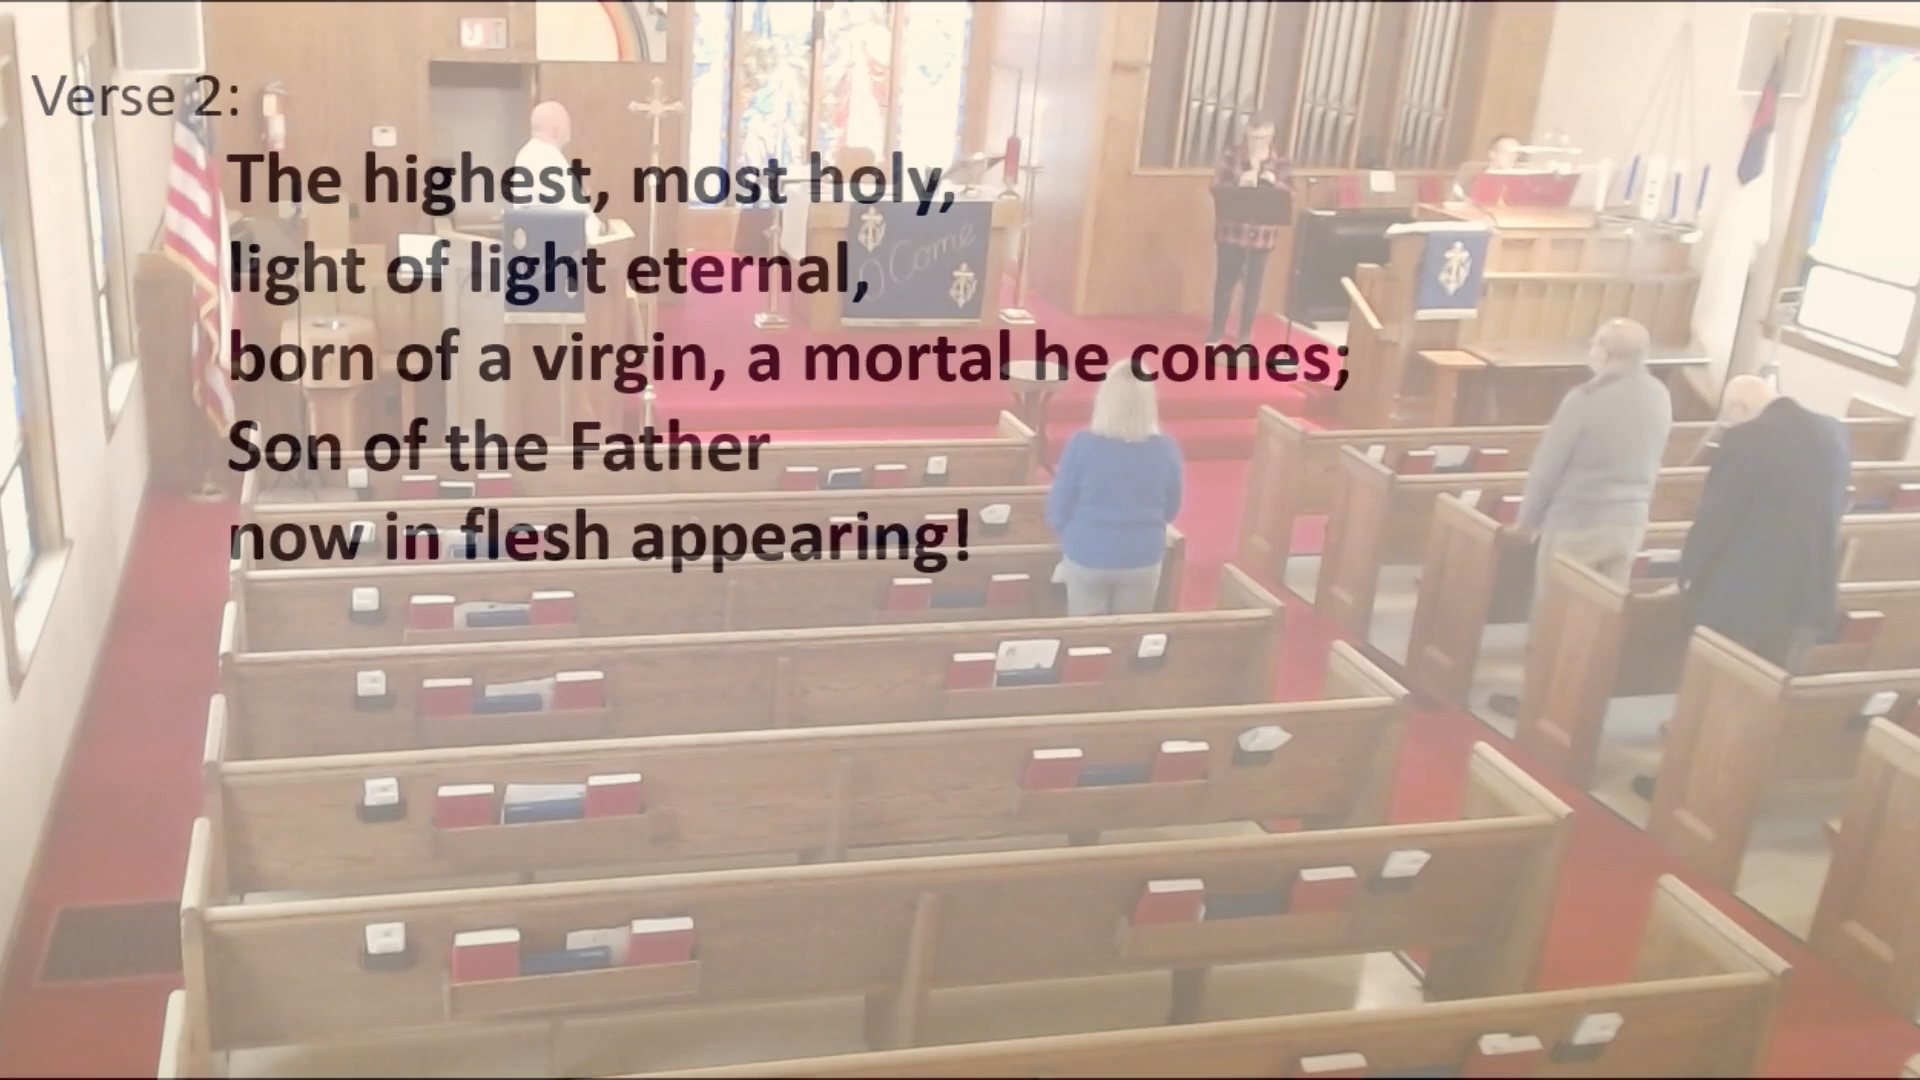 Verse 2:
The highest, most holy,
light of light eternal,
born of a virgin, a mortal he comes;
Son of the Father
now in flesh appearing!
O Come